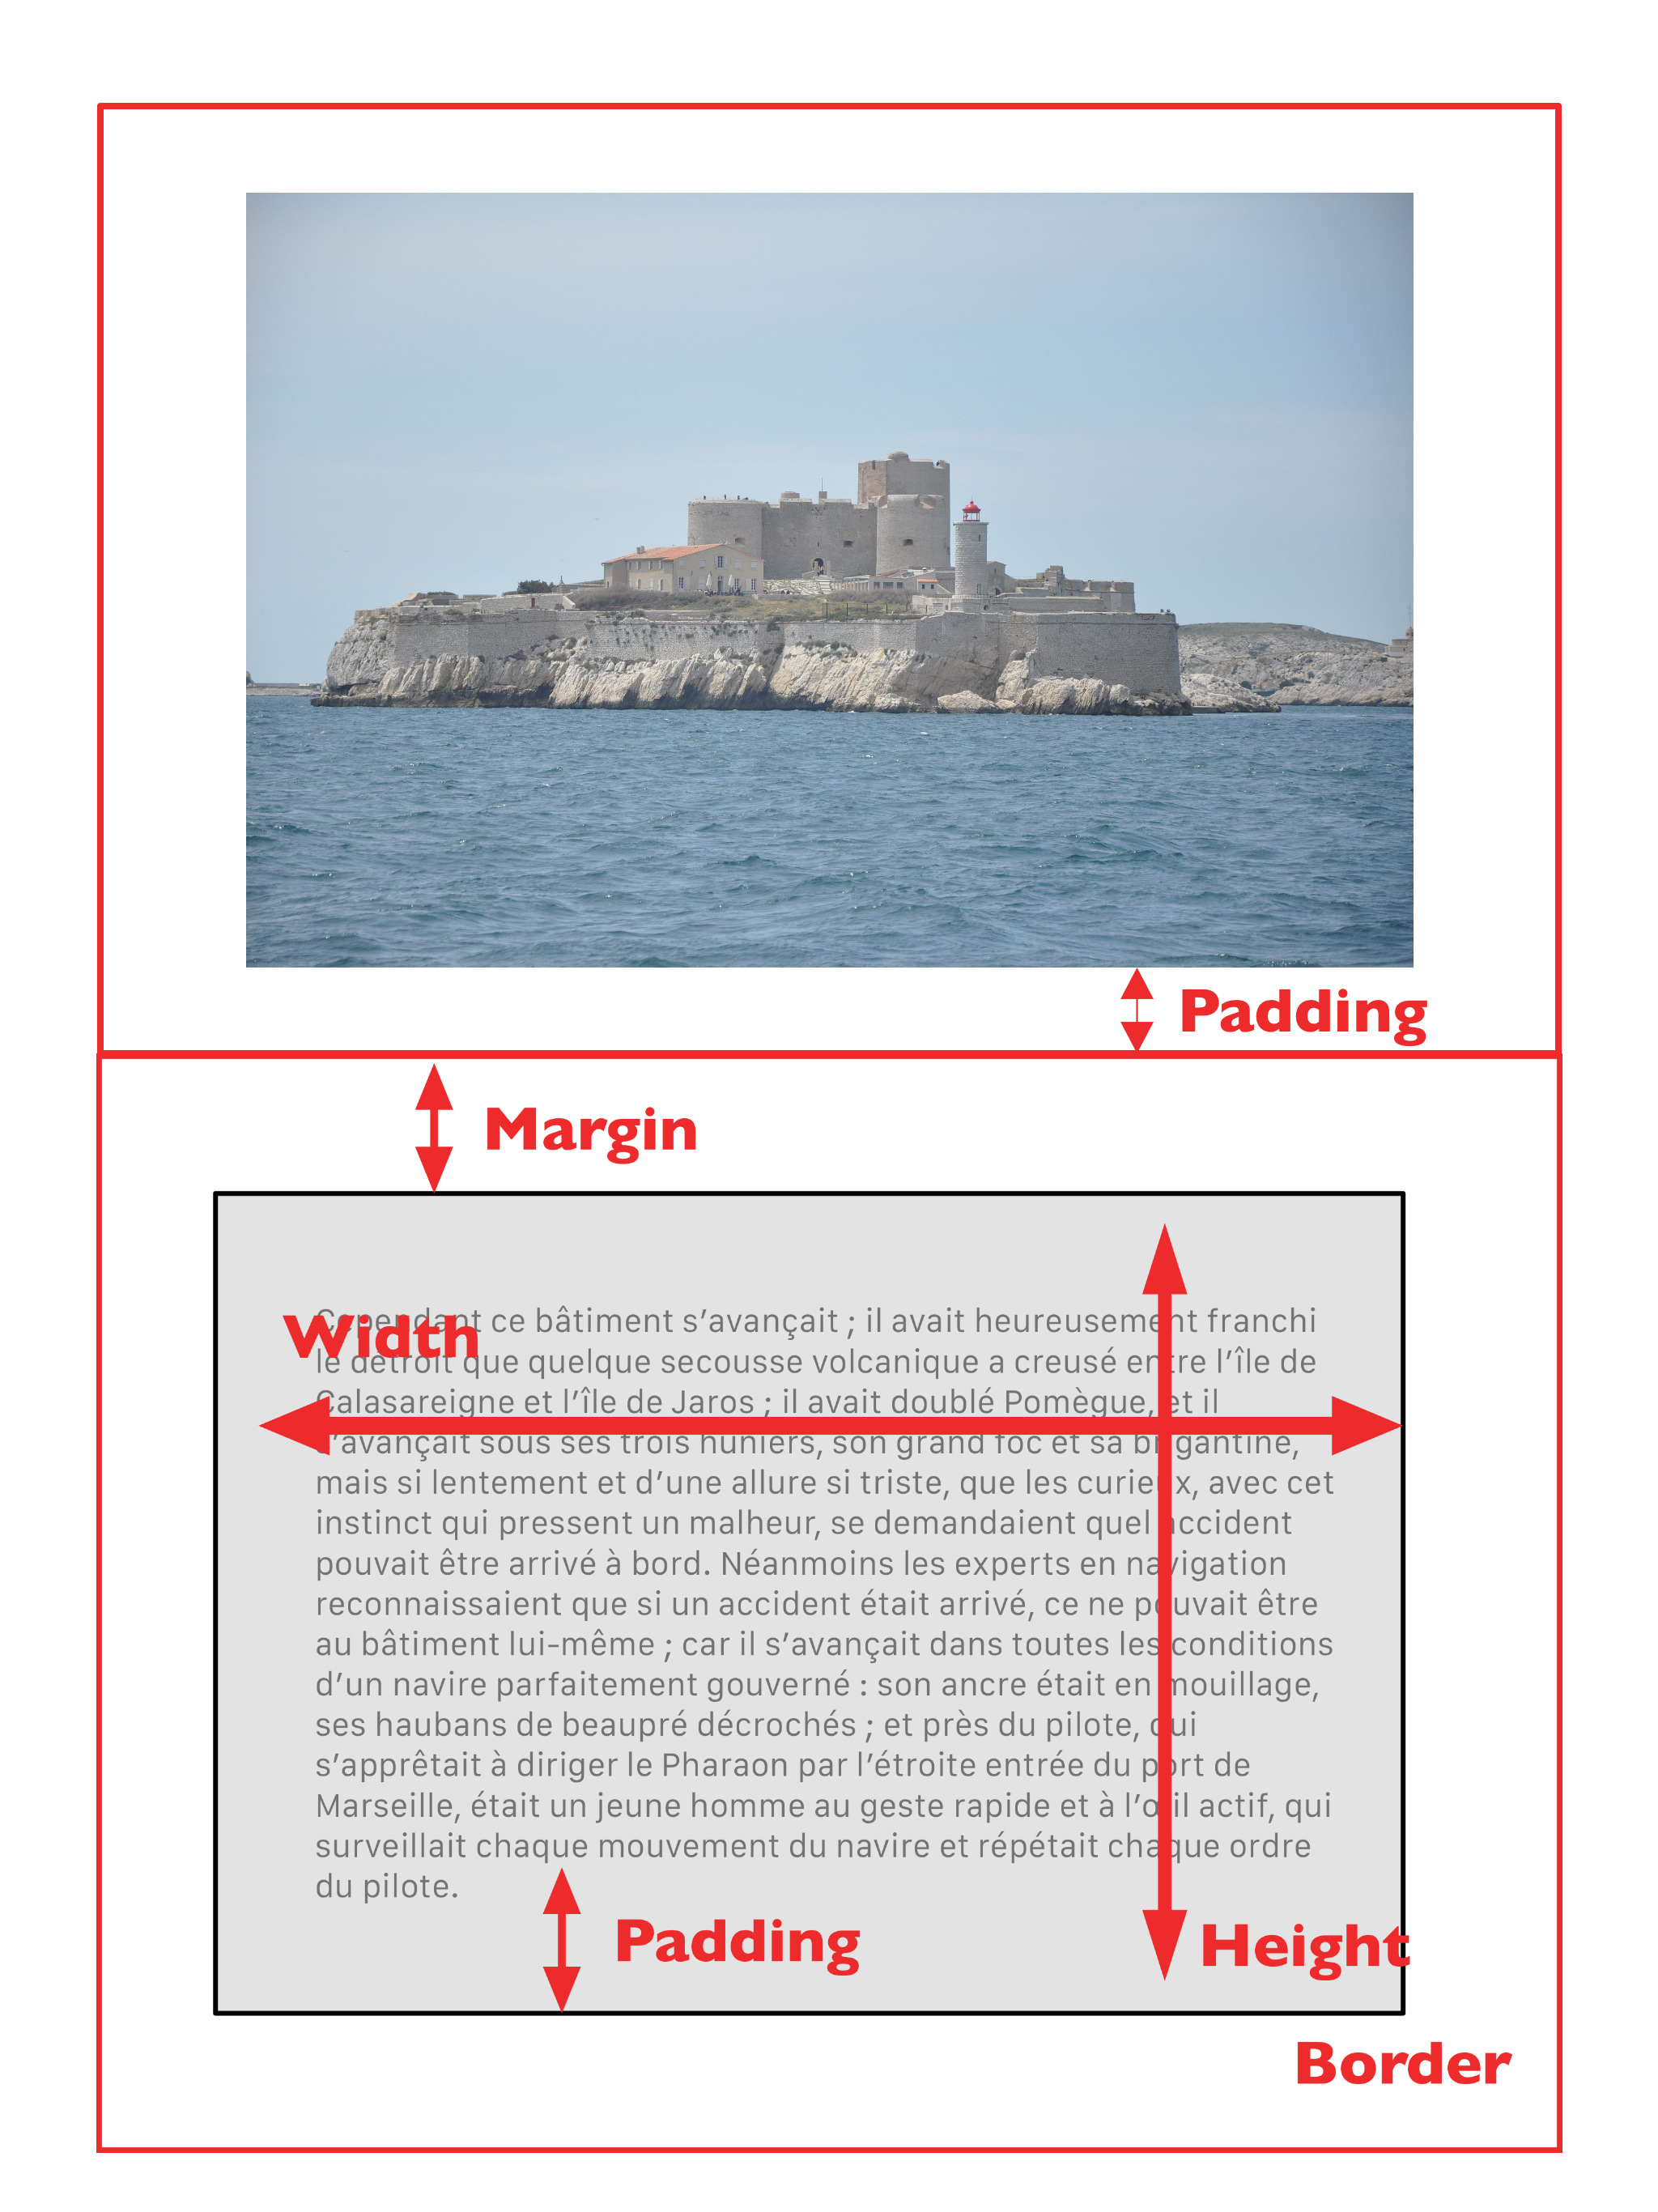 Padding
Margin
Cependant ce bâtiment s’avançait ; il avait heureusement franchi
Width
le détroit que quelque secousse volcanique a creusé entre l’île de
Calasareigne et l’île de Jaros ; il avait doublé Pomègue, et il
s’avançait sous ses trois huniers, son grand foc et sa brigantine,
mais si lentement et d’une allure si triste, que les curieux, avec cet
instinct qui pressent un malheur, se demandaient quel accident
pouvait être arrivé à bord. Néanmoins les experts en navigation
reconnaissaient que si un accident était arrivé, ce ne pouvait être
au bâtiment lui-même ; car il s’avançait dans toutes les conditions
d’un navire parfaitement gouverné : son ancre était en mouillage,
ses haubans de beaupré décrochés ; et près du pilote, qui
s’apprêtait à diriger le Pharaon par l’étroite entrée du port de
Marseille, était un jeune homme au geste rapide et à l’œil actif, qui
surveillait chaque mouvement du navire et répétait chaque ordre
du pilote.
Padding
Height
Border